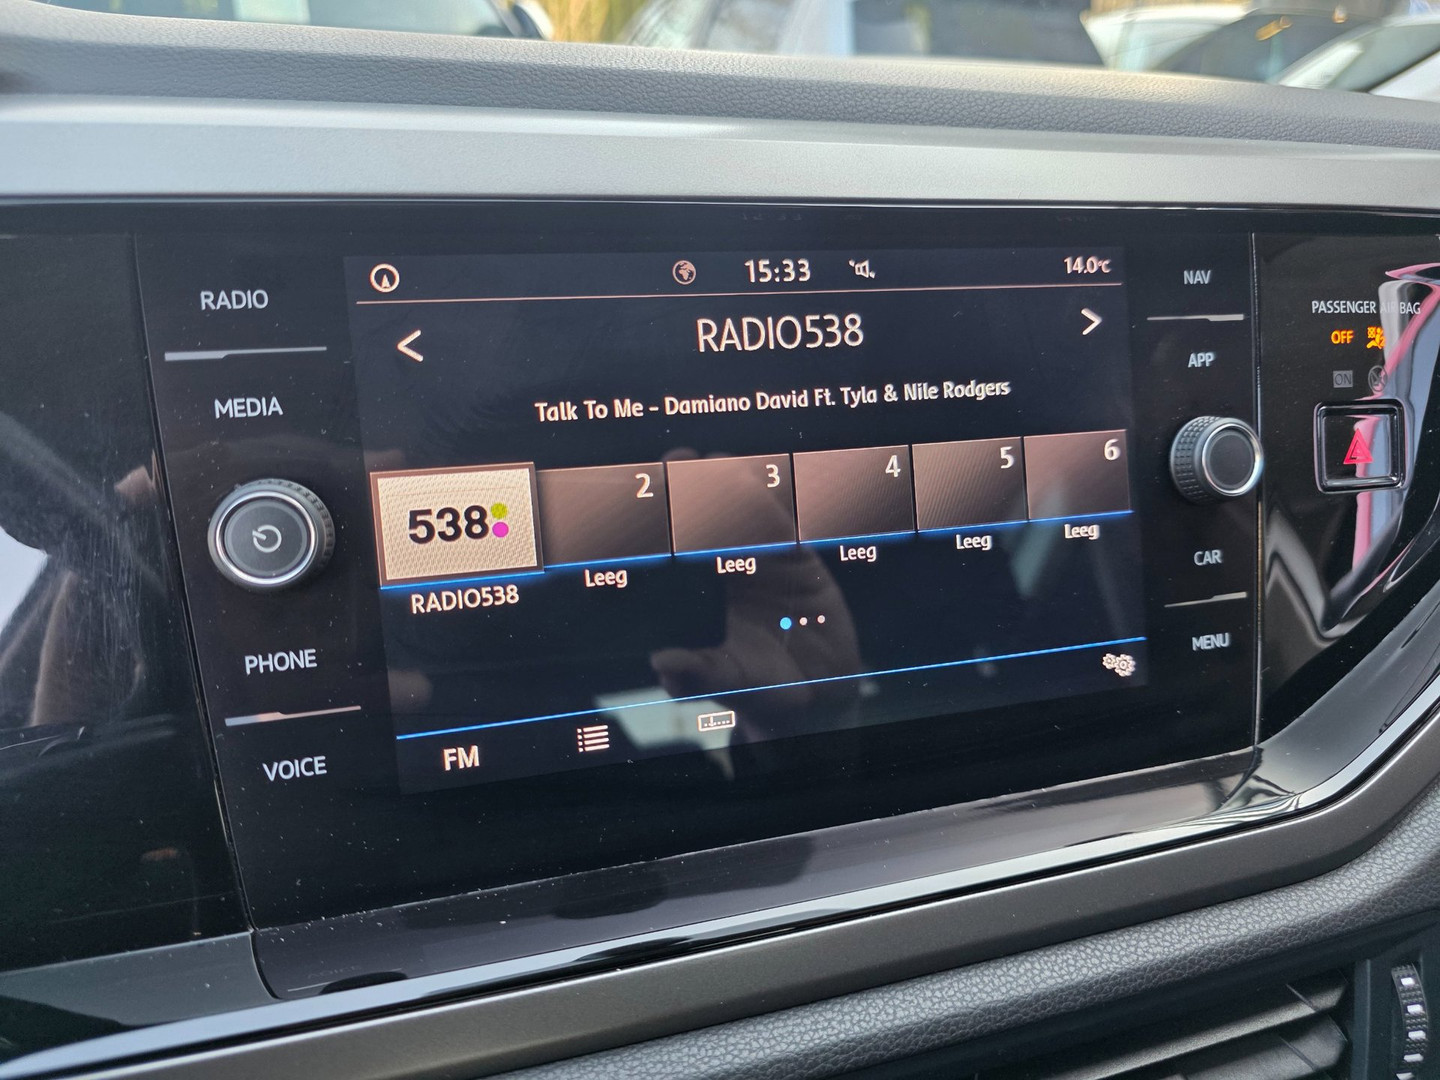 15:33
14.0°C
RADIO
NAV
PASSENGER AIRBAG
RADIO538
OFF
MEDIA
APP
ON
Talk To Me - Damiano David Ft. Tyla & Nile Rodgers
538
2
3
4
5
6
RADIO538
Leeg
Leeg
Leeg
Leeg
Leeg
CAR
PHONE
MENU
VOICE
FM